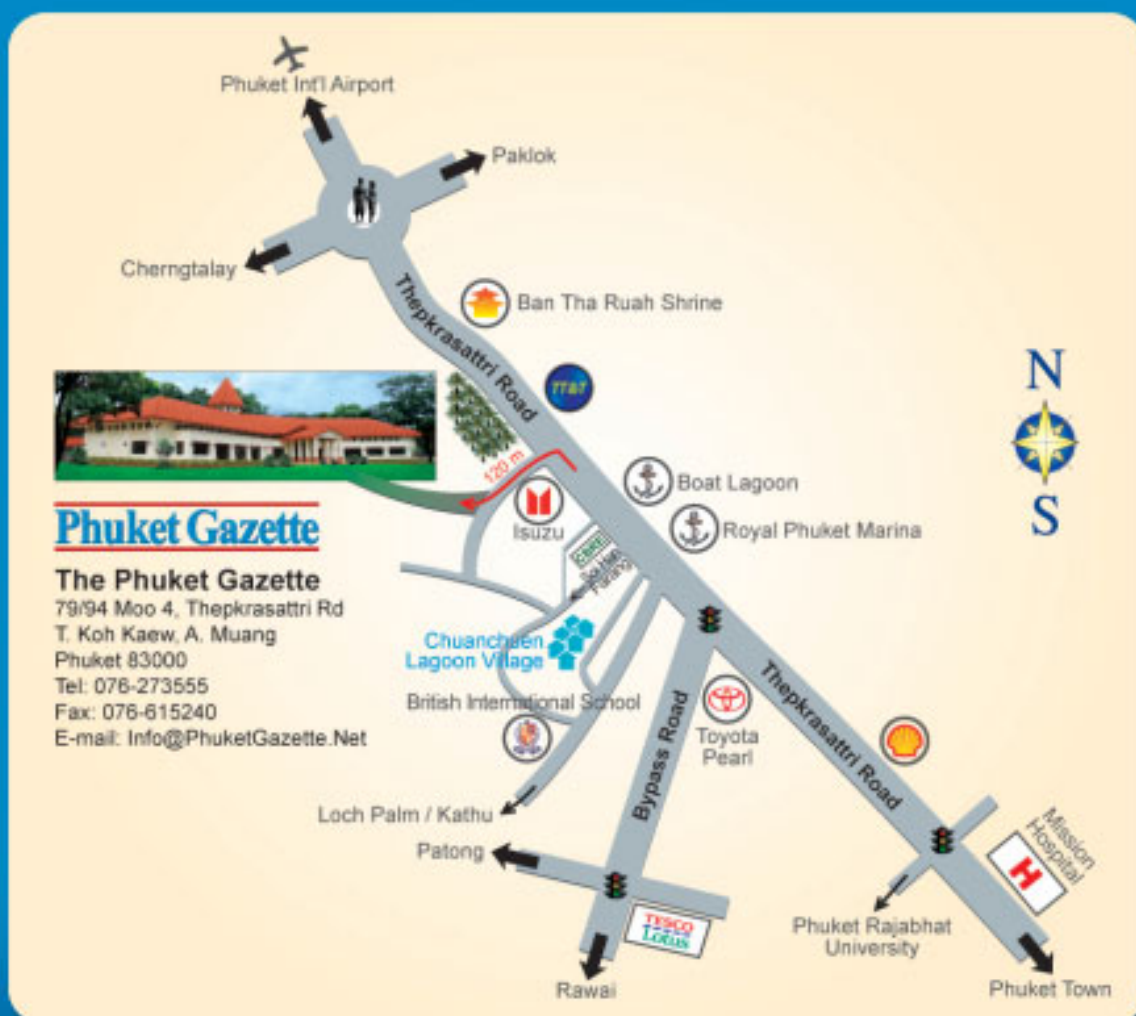 Phuket Int'l Airport
Paklok
Cherngtalay
Thepkrasattri Road
Ban Tha Ruah Shrine
TT&T
120 m
Isuzu
Boat Lagoon
Royal Phuket Marina
N
S
Phuket Gazette
The Phuket Gazette
79/94 Moo 4, Thepkrasattri Rd
T. Koh Kaew, A. Muang
Phuket 83000
Tel: 076-273555
Fax: 076-615240
E-mail: Info@PhuketGazette.Net
CBRE
Farang
Chuanchuen
Lagoon Village
British International School
Loch Palm / Kathu
Bypass Road
Toyota
Pearl
Thepkrasattri Road
Patong
TESCO
Lotus
Rawai
Mission
Hospital
H
Phuket Rajabhat
University
Phuket Town